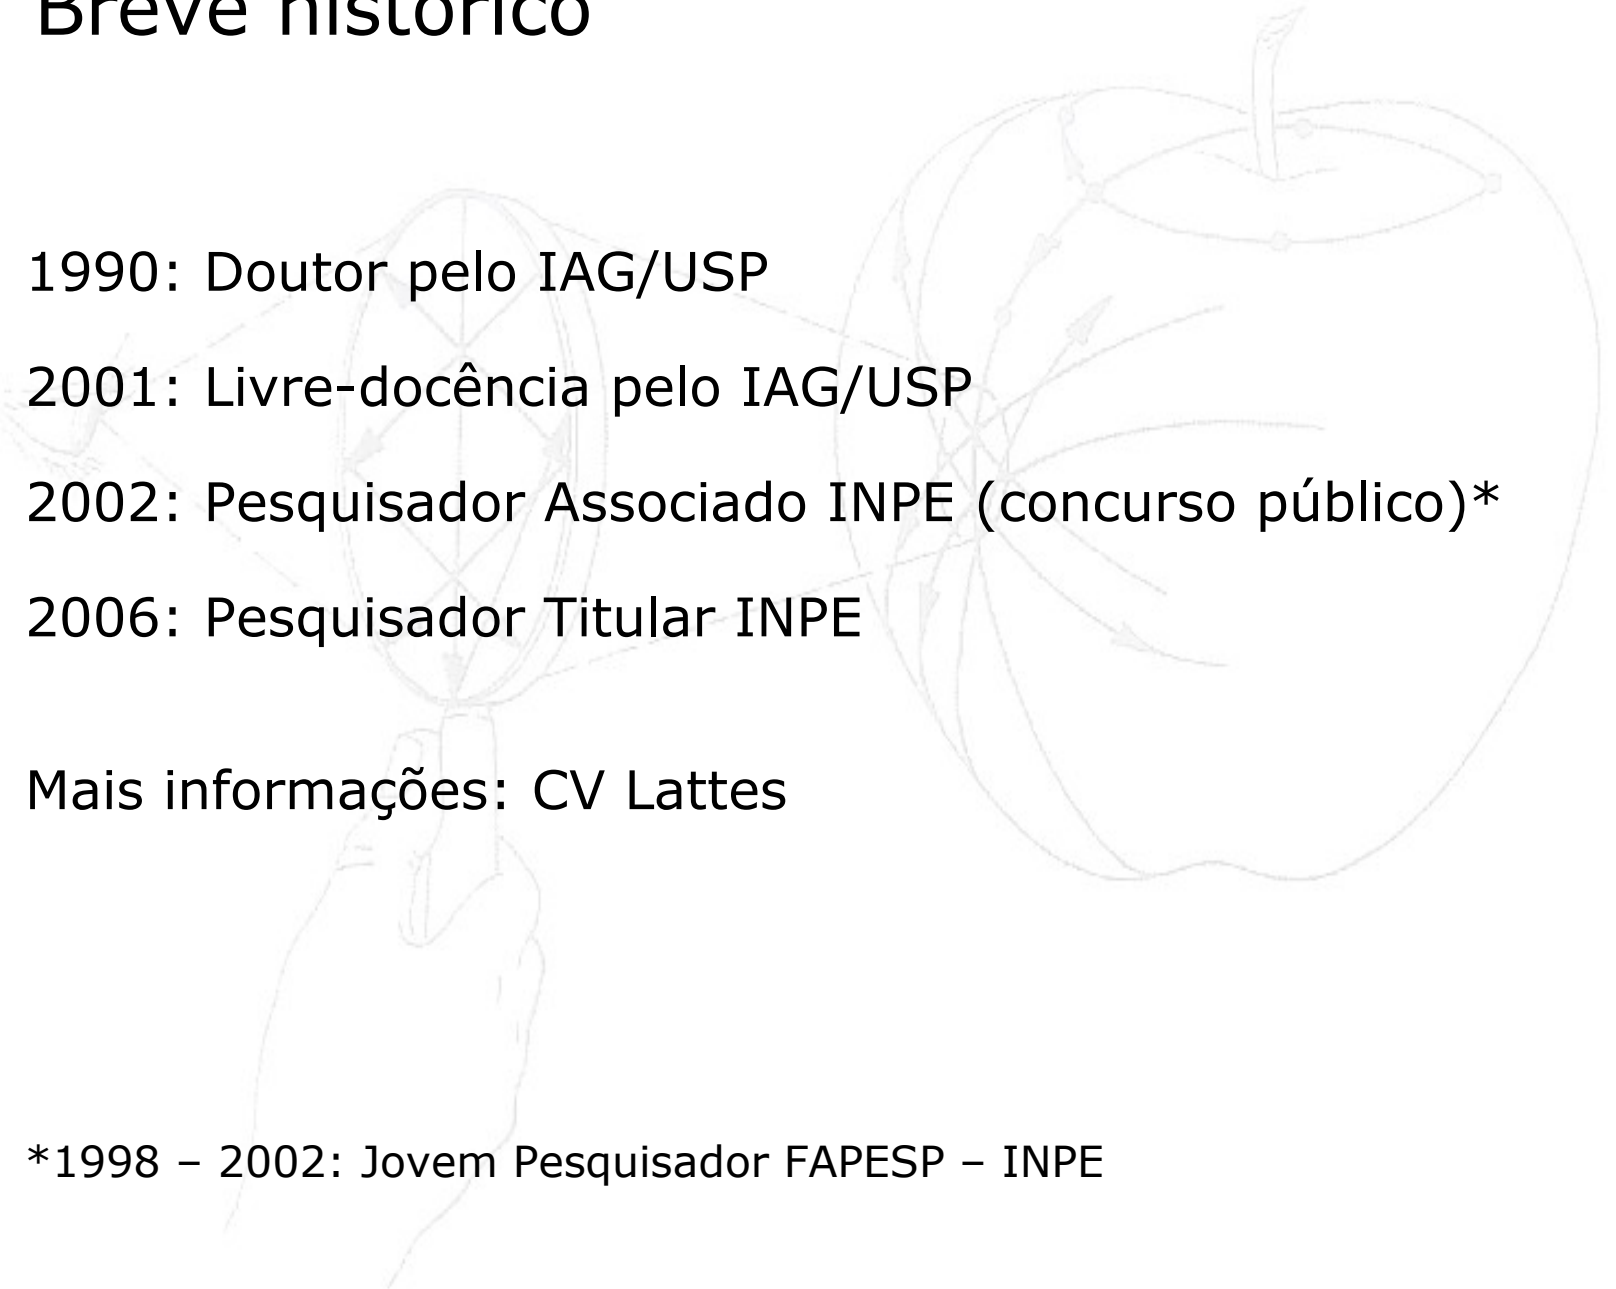 Breve histórico
1990: Doutor pelo IAG/USP
2001: Livre-docência pelo IAG/USP
2002: Pesquisador Associado INPE (concurso público)*
2006: Pesquisador Titular INPE
Mais informações: CV Lattes
*1998 – 2002: Jovem Pesquisador FAPESP – INPE